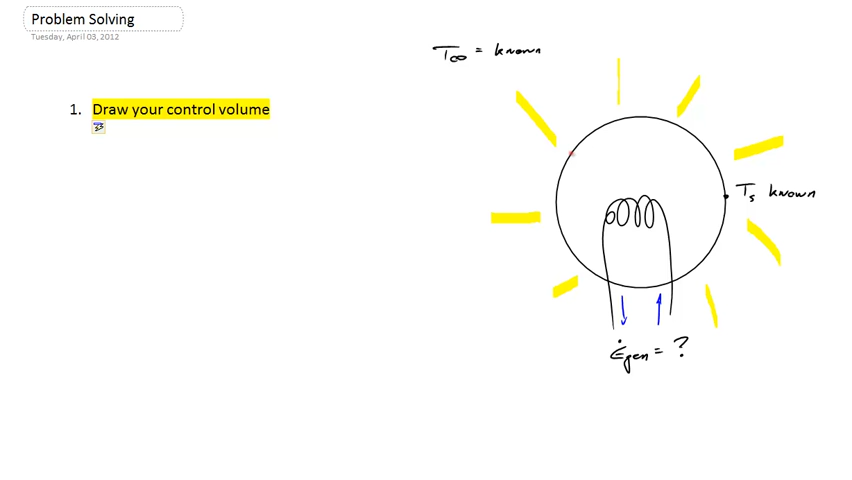 Problem Solving
Tuesday, April 03, 2012
T∞ = known
1. Draw your control volume
Ts known
Ėgen = ?